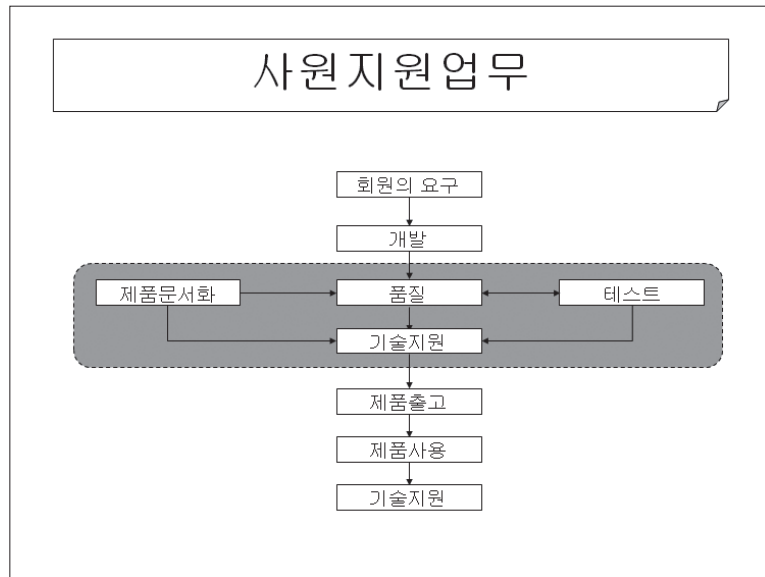 사원지원업무
회원의 요구
개발
제품문서화
품질
테스트
기술지원
제품출고
제품사용
기술지원